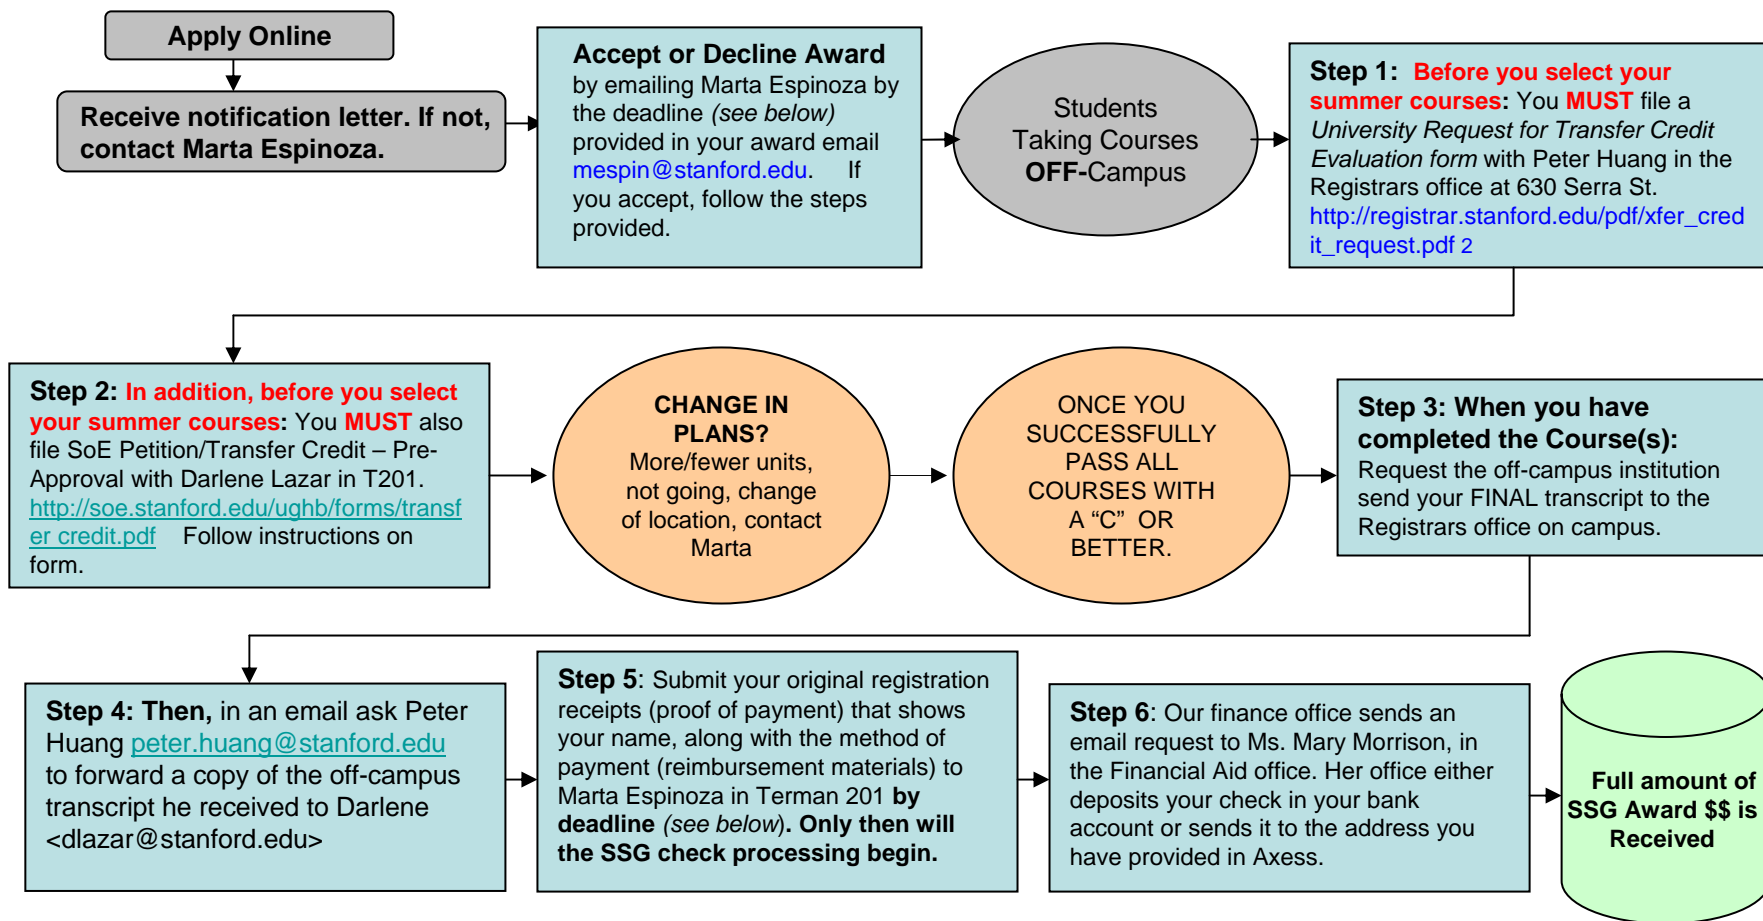 Apply Online
Receive notification letter. If not,
contact Marta Espinoza.
Accept or Decline Award
by emailing Marta Espinoza by
the deadline (see below)
provided in your award email
mespin@stanford.edu. If
you accept, follow the steps
provided.
Students
Taking Courses
OFF-Campus
Step 1: Before you select your
summer courses: You MUST file a
University Request for Transfer Credit
Evaluation form with Peter Huang in the
Registrars office at 630 Serra St.
http://registrar.stanford.edu/pdf/xfer_cred
it_request.pdf 2
Step 2: In addition, before you select
your summer courses: You MUST also
file SoE Petition/Transfer Credit – Pre-
Approval with Darlene Lazar in T201.
http://soe.stanford.edu/ughb/forms/transf
er credit.pdf Follow instructions on
form.
CHANGE IN
PLANS?
More/fewer units,
not going, change
of location, contact
Marta
ONCE YOU
SUCCESSFULLY
PASS ALL
COURSES WITH
A “C” OR
BETTER.
Step 3: When you have
completed the Course(s):
Request the off-campus institution
send your FINAL transcript to the
Registrars office on campus.
Step 4: Then, in an email ask Peter
Huang peter.huang@stanford.edu
to forward a copy of the off-campus
transcript he received to Darlene
<dlazar@stanford.edu>
Step 5: Submit your original registration
receipts (proof of payment) that shows
your name, along with the method of
payment (reimbursement materials) to
Marta Espinoza in Terman 201 by
deadline (see below). Only then will
the SSG check processing begin.
Step 6: Our finance office sends an
email request to Ms. Mary Morrison, in
the Financial Aid office. Her office either
deposits your check in your bank
account or sends it to the address you
have provided in Axess.
Full amount of
SSG Award $$ is
Received